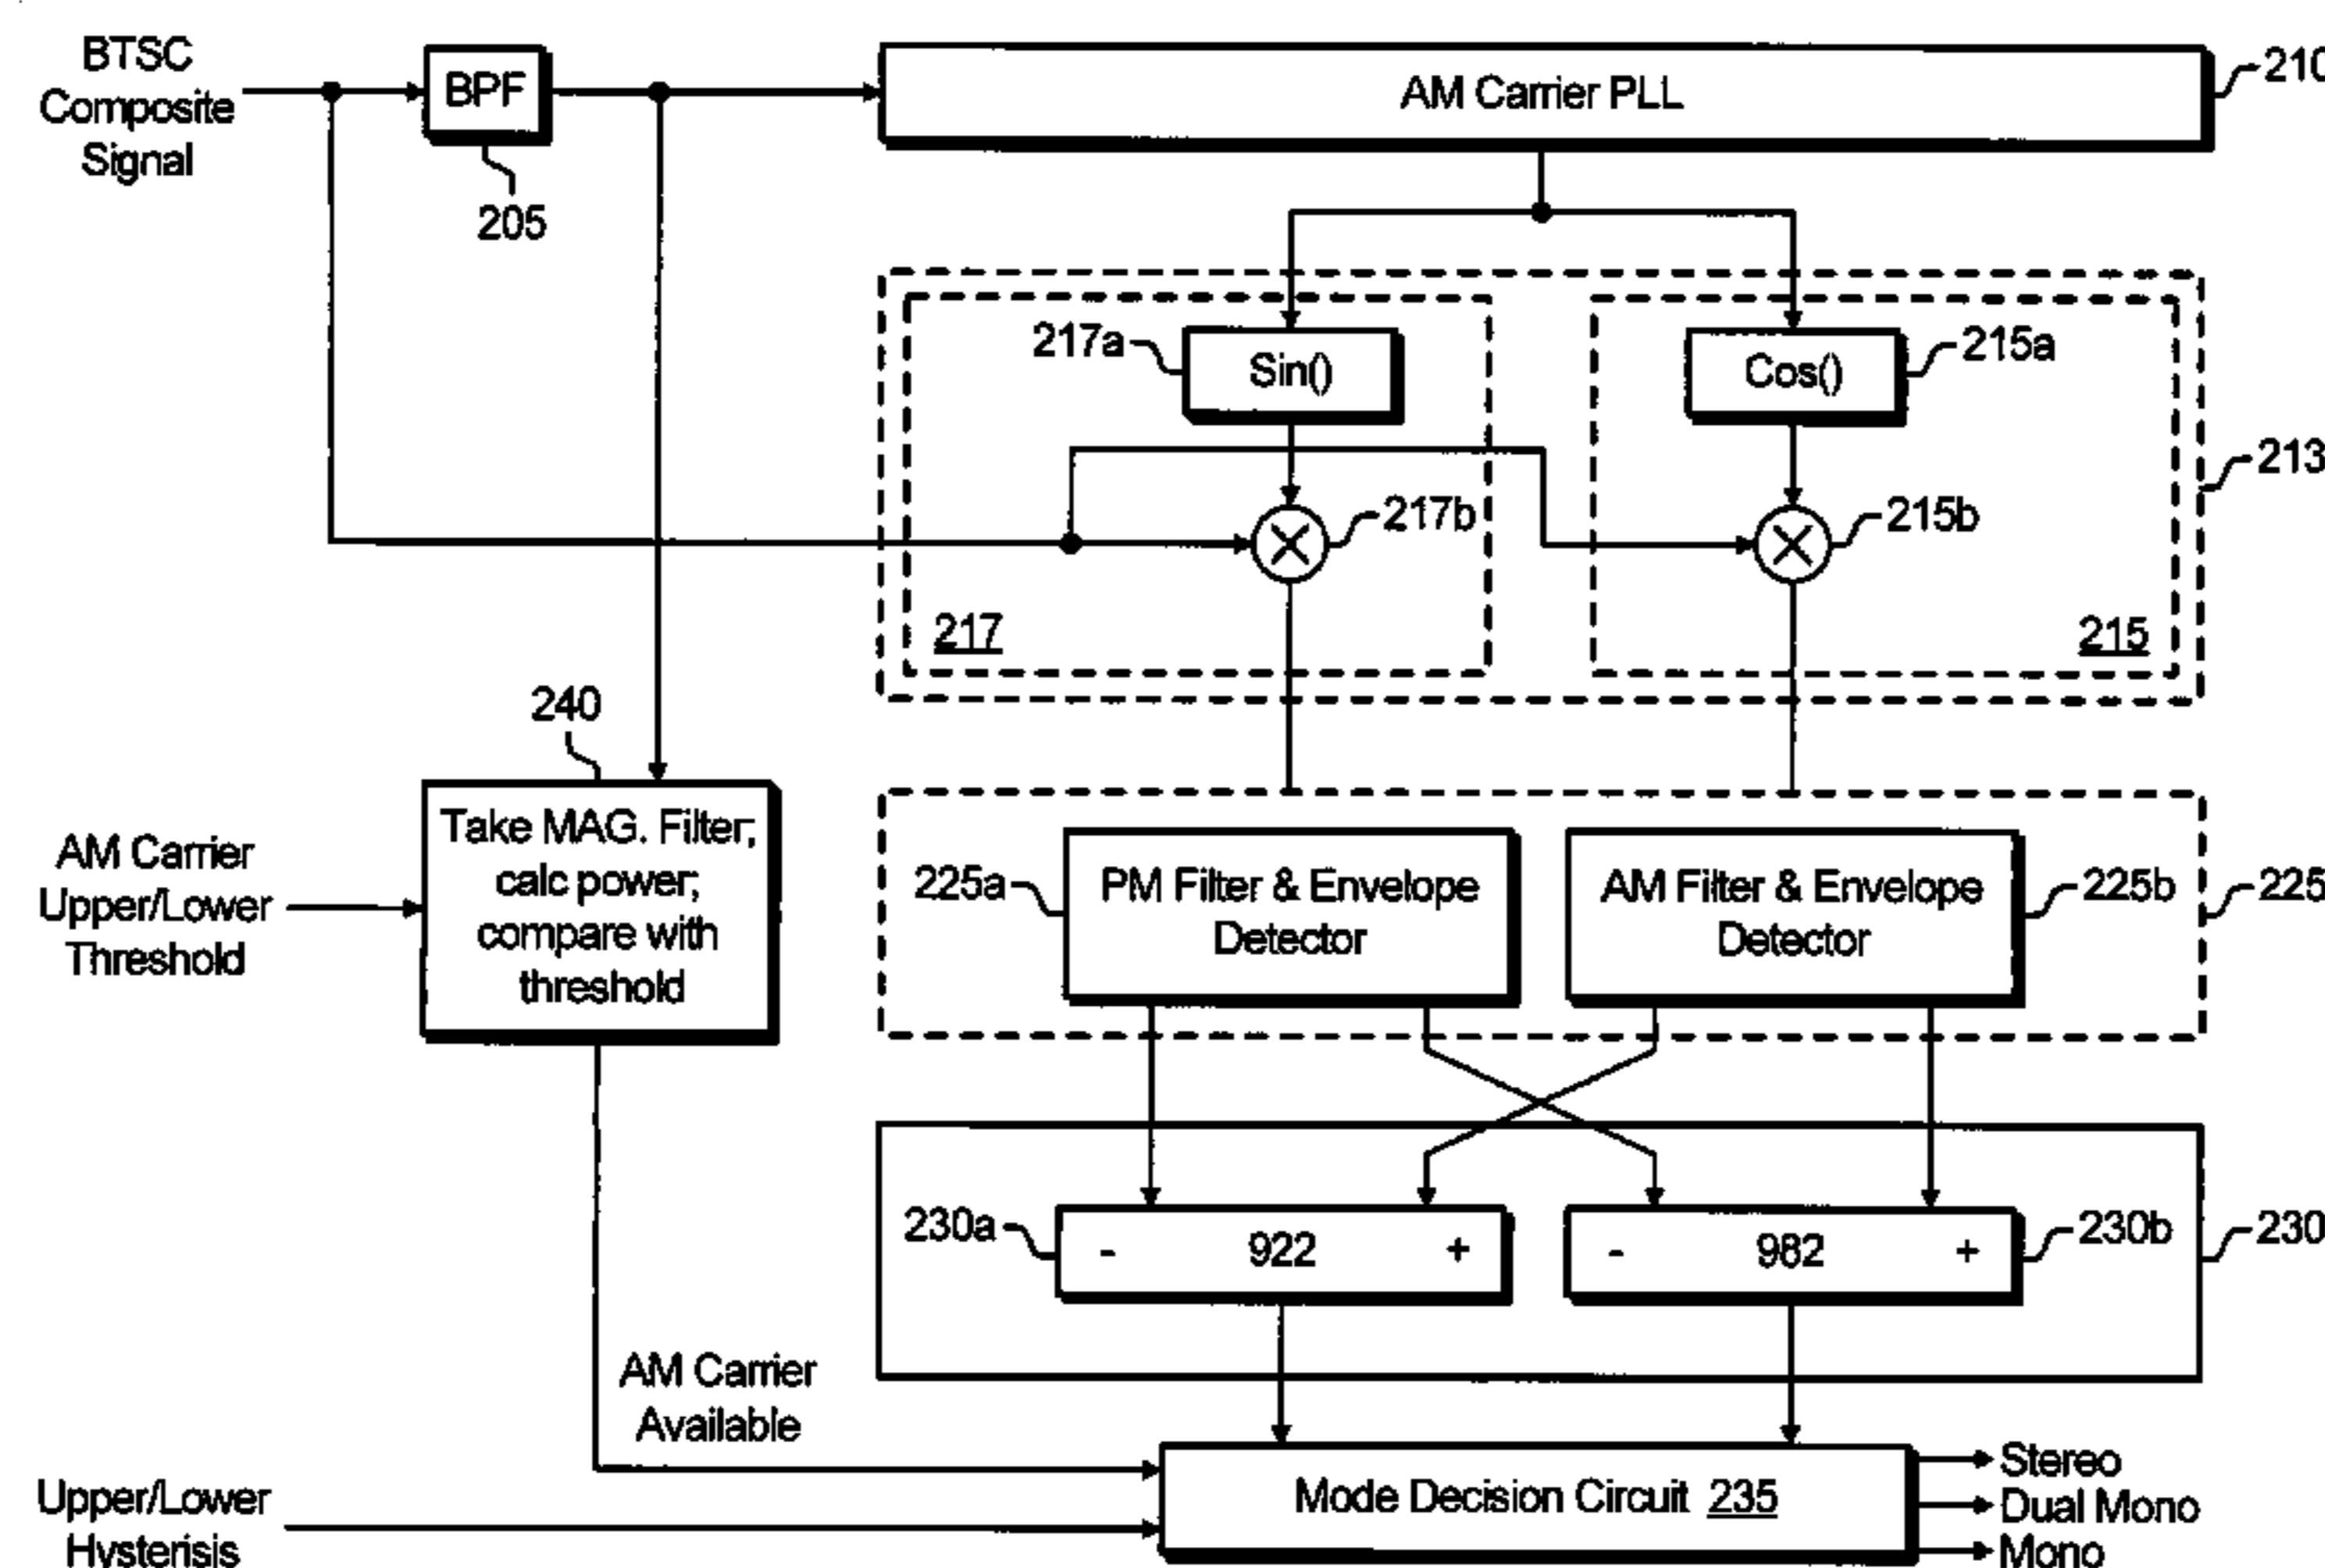 BTSC
Composite
Signal
BPF
205
AM Carrier PLL
210
217a
Sin()
Cos()
215a
213
217b
215b
217
215
240
Take MAG. Filter;
calc power;
compare with
threshold
AM Carrier
Upper/Lower
Threshold
225a
PM Filter & Envelope
Detector
AM Filter & Envelope
Detector
225b
225
230a
- 922 +
- 982 +
230b
230
AM Carrier
Available
Upper/Lower
Hysterisis
Mode Decision Circuit 235
Stereo
Dual Mono
Mono